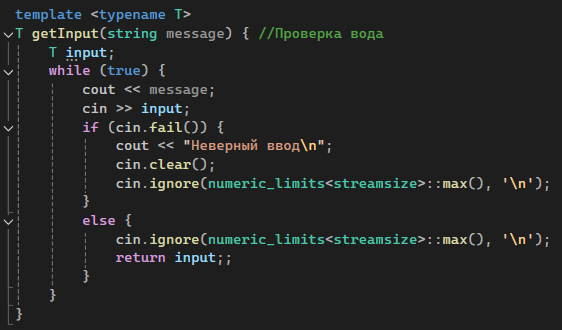 template <typename T>
T getInput(string message) { //Проверка вода
    T input;
    while (true) {
        cout << message;
        cin >> input;
        if (cin.fail()) {
            cout << "Неверный ввод\n";
            cin.clear();
            cin.ignore(numeric_limits<streamsize>::max(), '\n');
        }
        else {
            cin.ignore(numeric_limits<streamsize>::max(), '\n');
            return input;;
        }
    }
}